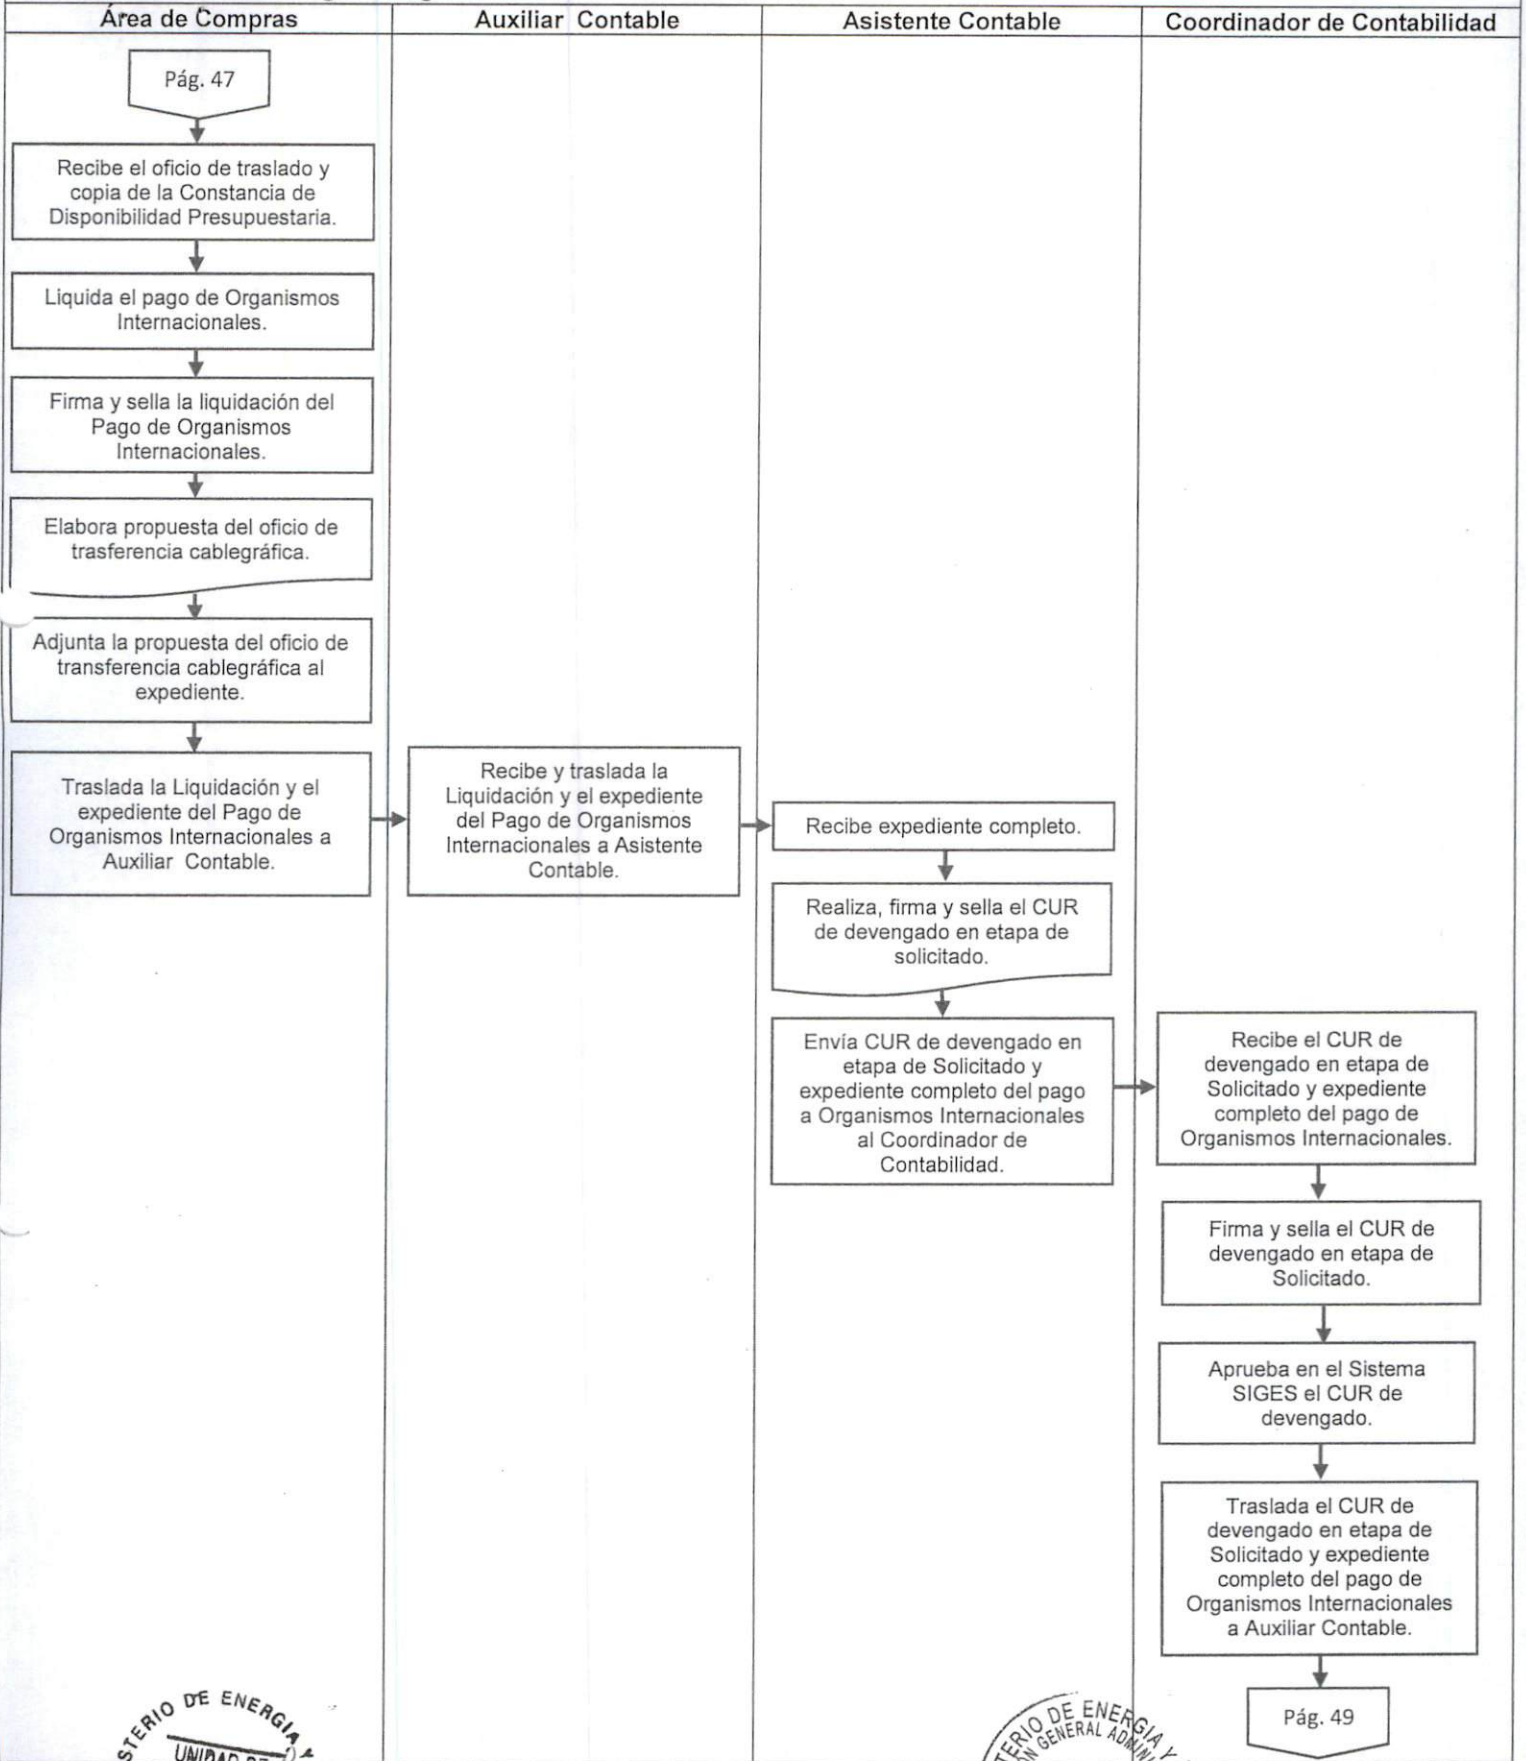 Área de Compras
Auxiliar Contable
Asistente Contable
Coordinador de Contabilidad
Pág. 47
Recibe el oficio de traslado y
copia de la Constancia de
Disponibilidad Presupuestaria.
Liquida el pago de Organismos
Internacionales.
Firma y sella la liquidación del
Pago de Organismos
Internacionales.
Elabora propuesta del oficio de
trasferencia cablegráfica.
Adjunta la propuesta del oficio de
transferencia cablegráfica al
expediente.
Traslada la Liquidación y el
expediente del Pago de
Organismos Internacionales a
Auxiliar Contable.
Recibe y traslada la
Liquidación y el expediente
del Pago de Organismos
Internacionales a Asistente
Contable.
Recibe expediente completo.
Realiza, firma y sella el CUR
de devengado en etapa de
solicitado.
Envía CUR de devengado en
etapa de Solicitado y
expediente completo del pago
a Organismos Internacionales
al Coordinador de
Contabilidad.
Recibe el CUR de
devengado en etapa de
Solicitado y expediente
completo del pago de
Organismos Internacionales.
Firma y sella el CUR de
devengado en etapa de
Solicitado.
Aprueba en el Sistema
SIGES el CUR de
devengado.
Traslada el CUR de
devengado en etapa de
Solicitado y expediente
completo del pago de
Organismos Internacionales
a Auxiliar Contable.
Pág. 49
STERIO DE ENERGÍA
UNIDAD DE
TERIO DE ENERGIA Y
GENERAL